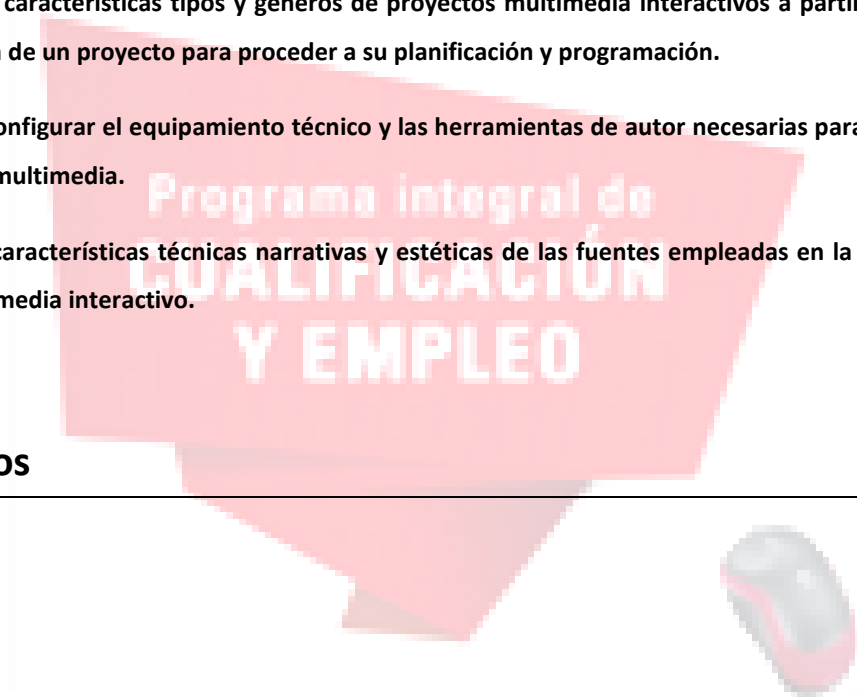 características tipos y géneros de proyectos multimedia interactivos a parti
de un proyecto para proceder a su planificación y programación.
onfigurar el equipamiento técnico y las herramientas de autor necesarias para
multimedia.
Programa integral de
características técnicas narrativas y estéticas de las fuentes empleadas en la
CUALIFICACIÓN
media interactivo.
Y EMPLEO
os